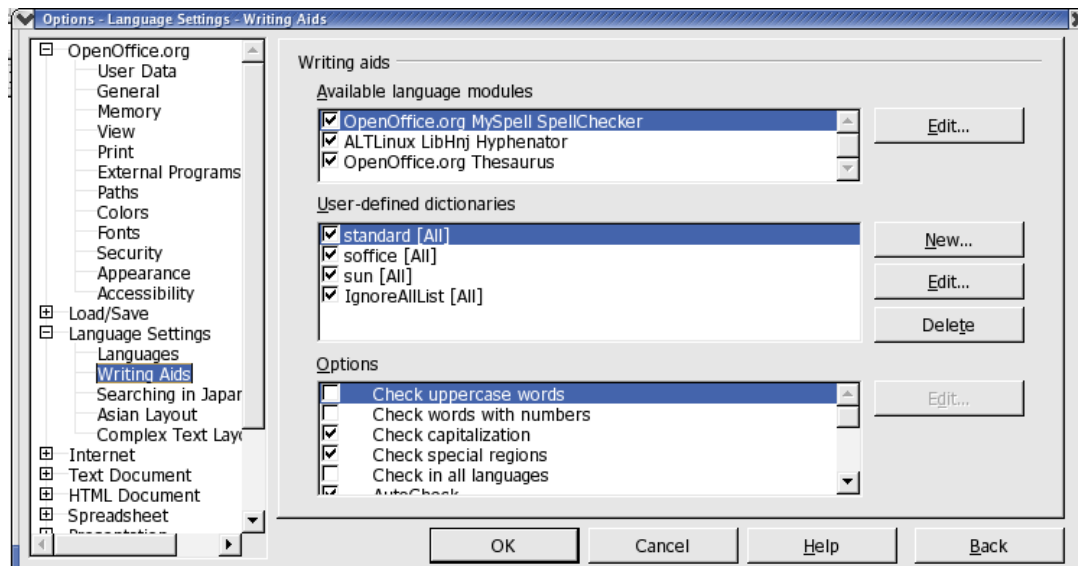 Options - Language Settings - Writing Aids
OpenOffice.org
User Data
General
Memory
View
Print
External Programs
Paths
Colors
Fonts
Security
Appearance
Accessibility
Load/Save
Language Settings
Languages
Writing Aids
Searching in Japar
Asian Layout
Complex Text Layo
Internet
Text Document
HTML Document
Spreadsheet
Presentation
Writing aids
Available language modules
OpenOffice.org MySpell SpellChecker
ALTLinux LibHnj Hyphenator
OpenOffice.org Thesaurus
Edit...
User-defined dictionaries
standard [All]
soffice [All]
sun [All]
IgnoreAllList [All]
New...
Edit...
Delete
Options
Check uppercase words
Check words with numbers
Check capitalization
Check special regions
Check in all languages
AutoCheck
Edit...
OK
Cancel
Help
Back